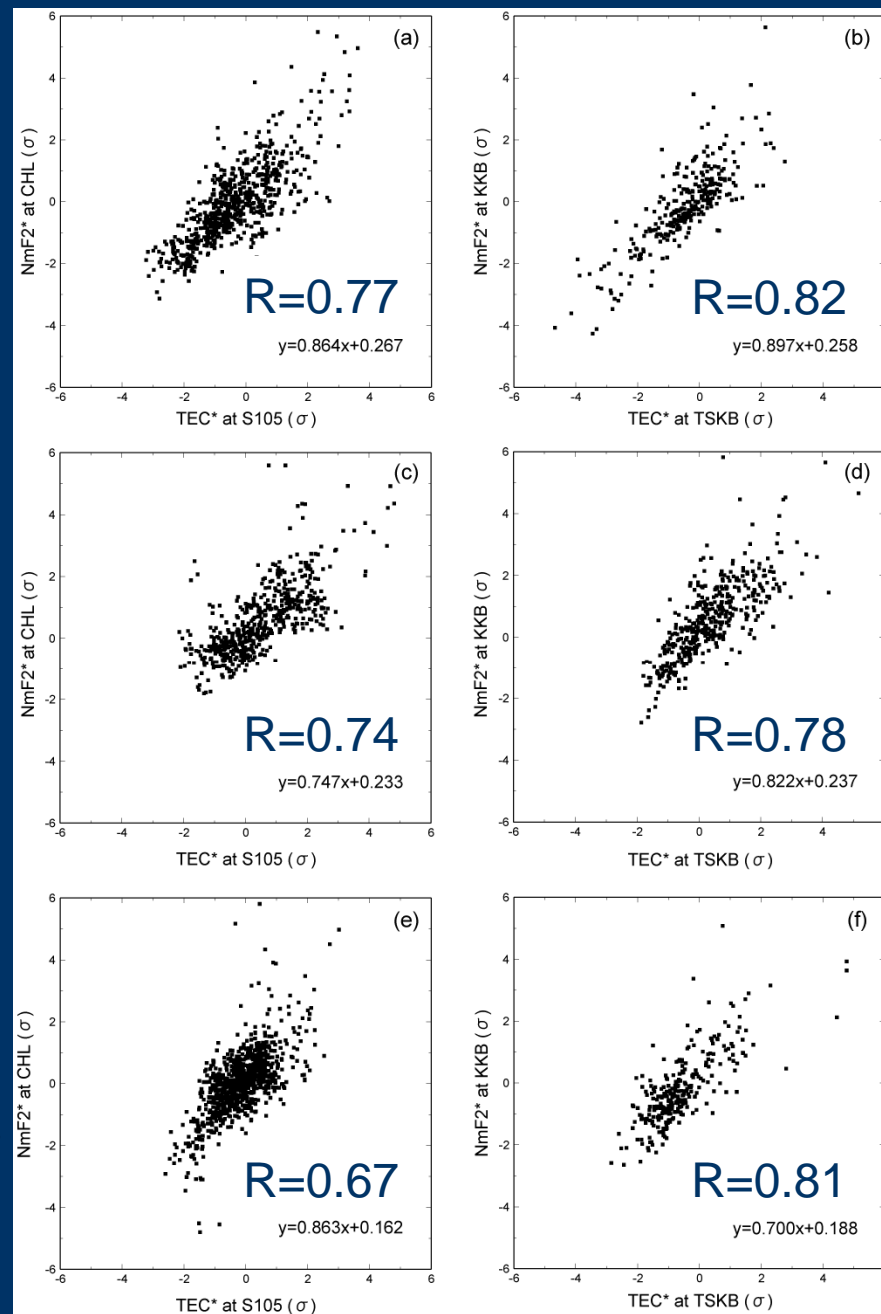 (a)
6
4
2
0
-2
-4
-6
NmF2* at CHL (σ)
R=0.77
y=0.864x+0.267
-6 -4 -2 0 2 4 6
TEC* at S105 (σ)
(b)
6
4
2
0
-2
-4
-6
NmF2* at KKB (σ)
R=0.82
y=0.897x+0.258
-6 -4 -2 0 2 4
TEC* at TSKB (σ)
(c)
6
4
2
0
-2
-4
-6
NmF2* at CHL (σ)
R=0.74
y=0.747x+0.233
-6 -4 -2 0 2 4 6
TEC* at S105 (σ)
(d)
6
4
2
0
-2
-4
-6
NmF2* at KKB (σ)
R=0.78
y=0.822x+0.237
-6 -4 -2 0 2 4
TEC* at TSKB (σ)
(e)
6
4
2
0
-2
-4
-6
NmF2* at CHL (σ)
R=0.67
y=0.863x+0.162
-6 -4 -2 0 2 4 6
TEC* at S105 (σ)
(f)
6
4
2
0
-2
-4
-6
NmF2* at KKB (σ)
R=0.81
y=0.700x+0.188
-6 -4 -2 0 2 4
TEC* at TSKB (σ)